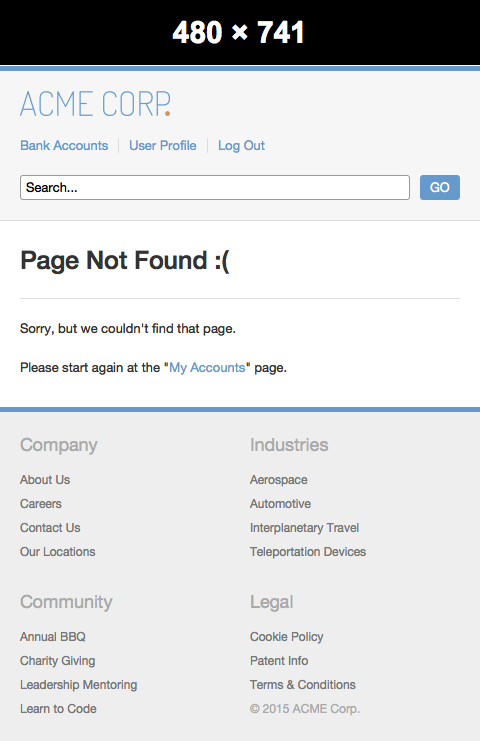 480 × 741
ACME CORP.
Bank Accounts User Profile Log Out
Search... GO
Page Not Found :(
Sorry, but we couldn't find that page.
Please start again at the "My Accounts" page.
Company
About Us
Careers
Contact Us
Our Locations
Industries
Aerospace
Automotive
Interplanetary Travel
Teleportation Devices
Community
Annual BBQ
Charity Giving
Leadership Mentoring
Learn to Code
Legal
Cookie Policy
Patent Info
Terms & Conditions
© 2015 ACME Corp.